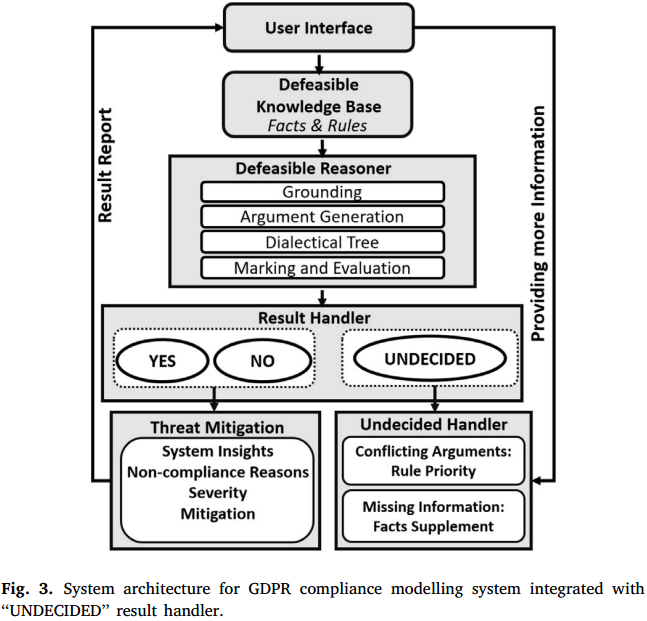 User Interface
Defeasible
Knowledge Base
Facts & Rules
Result Report
Providing more Information
Defeasible Reasoner
Grounding
Argument Generation
Dialectical Tree
Marking and Evaluation
Result Handler
YES
NO
UNDECIDED
Threat Mitigation
System Insights
Non-compliance Reasons
Severity
Mitigation
Undecided Handler
Conflicting Arguments:
Rule Priority
Missing Information:
Facts Supplement
Fig. 3. System architecture for GDPR compliance modelling system integrated with
“UNDECIDED” result handler.